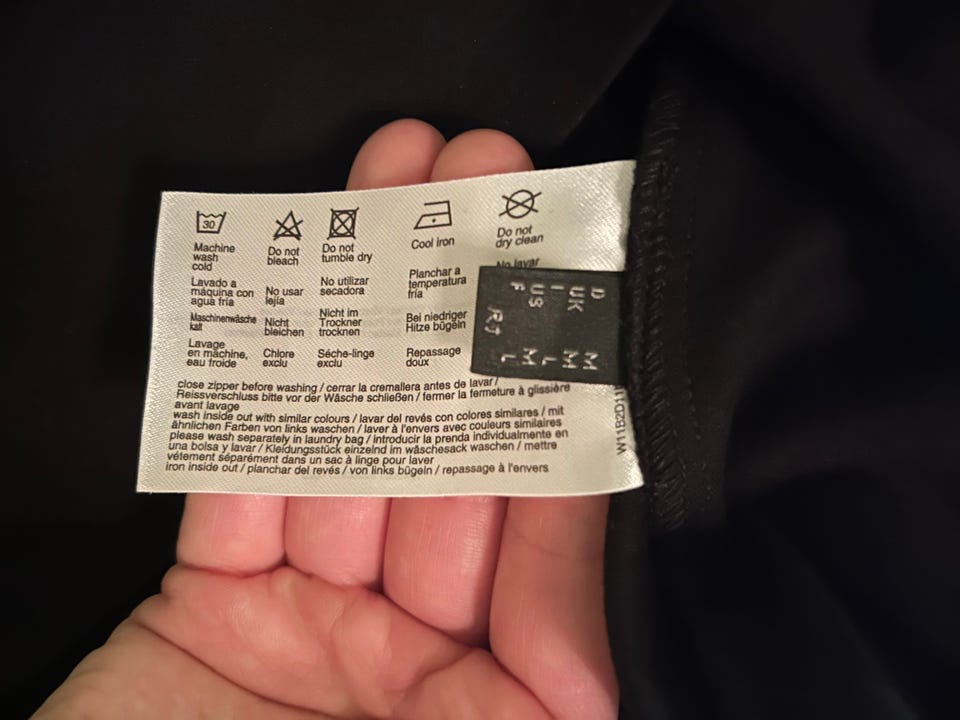 30
Machine
wash
cold
Do not
bleach
Do not
tumble dry
Cool iron
Do not
dry clean
Lavado a
máquina con
agua fría
No usar
lejía
No utilizar
secadora
Planchar a
temperatura
fría
No lavar
Maschinenwäsche
kalt
Nicht
bleichen
Nicht im
Trockner
trocknen
Bei niedriger
Hitze bügeln
Lavage
en machine,
eau froide
Chlore
exclu
Séche-linge
exclu
Repassage
doux
close zipper before washing / cerrar la cremallera antes de lavar/
Reissverschluss bitte vor der Wäsche schließen / fermer la fermeture à glissière
avant lavage
wash inside out with similar colours / lavar del revés con colores similares / mit
ähnlichen Farben von links waschen / laver à l'envers avec couleurs similaires
please wash separately in laundry bag / introducir la prenda individualmente en
una bolsa y lavar / Kleidungsstück einzelnd im wäschesack waschen / mettre
vétement séparément dans un sac à linge pour laver
iron inside out / planchar del revés / von links bügeln / repassage à l'envers
D M
UK M
I L
US M
F L